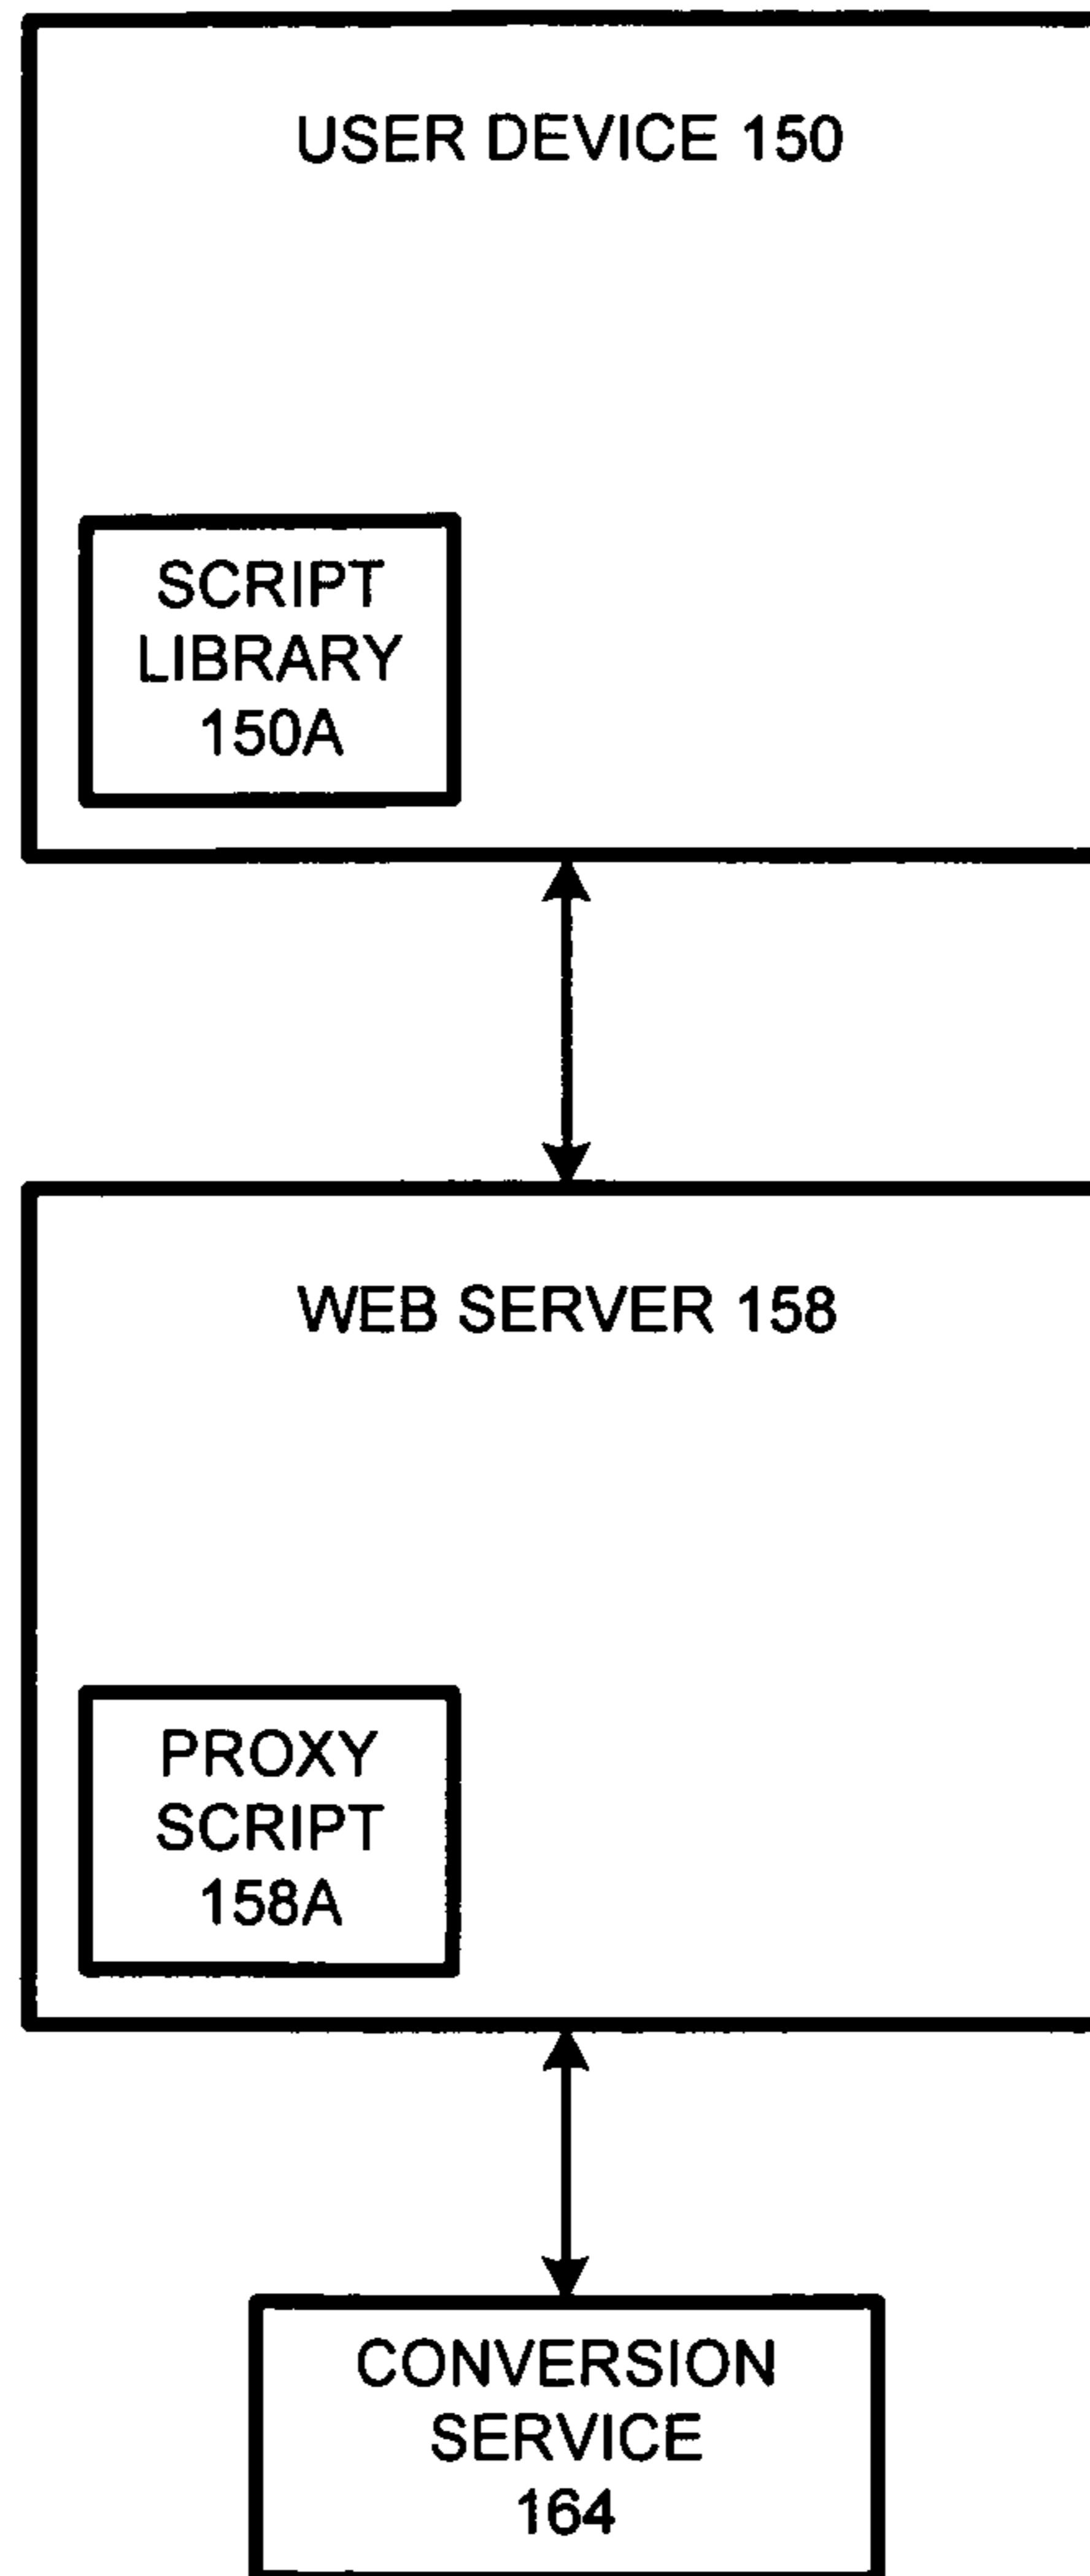 USER DEVICE 150
SCRIPT
LIBRARY
150A
WEB SERVER 158
PROXY
SCRIPT
158A
CONVERSION
SERVICE
164